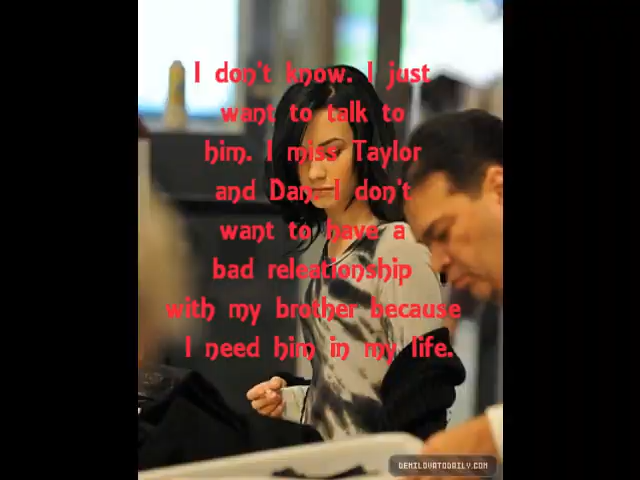 I don't know. I just
want to talk to
him. I miss Taylor
and Dan. I don't
want to have a
bad releationship
with my brother because
I need him in my life.
DEMILOVATODAILY.COM